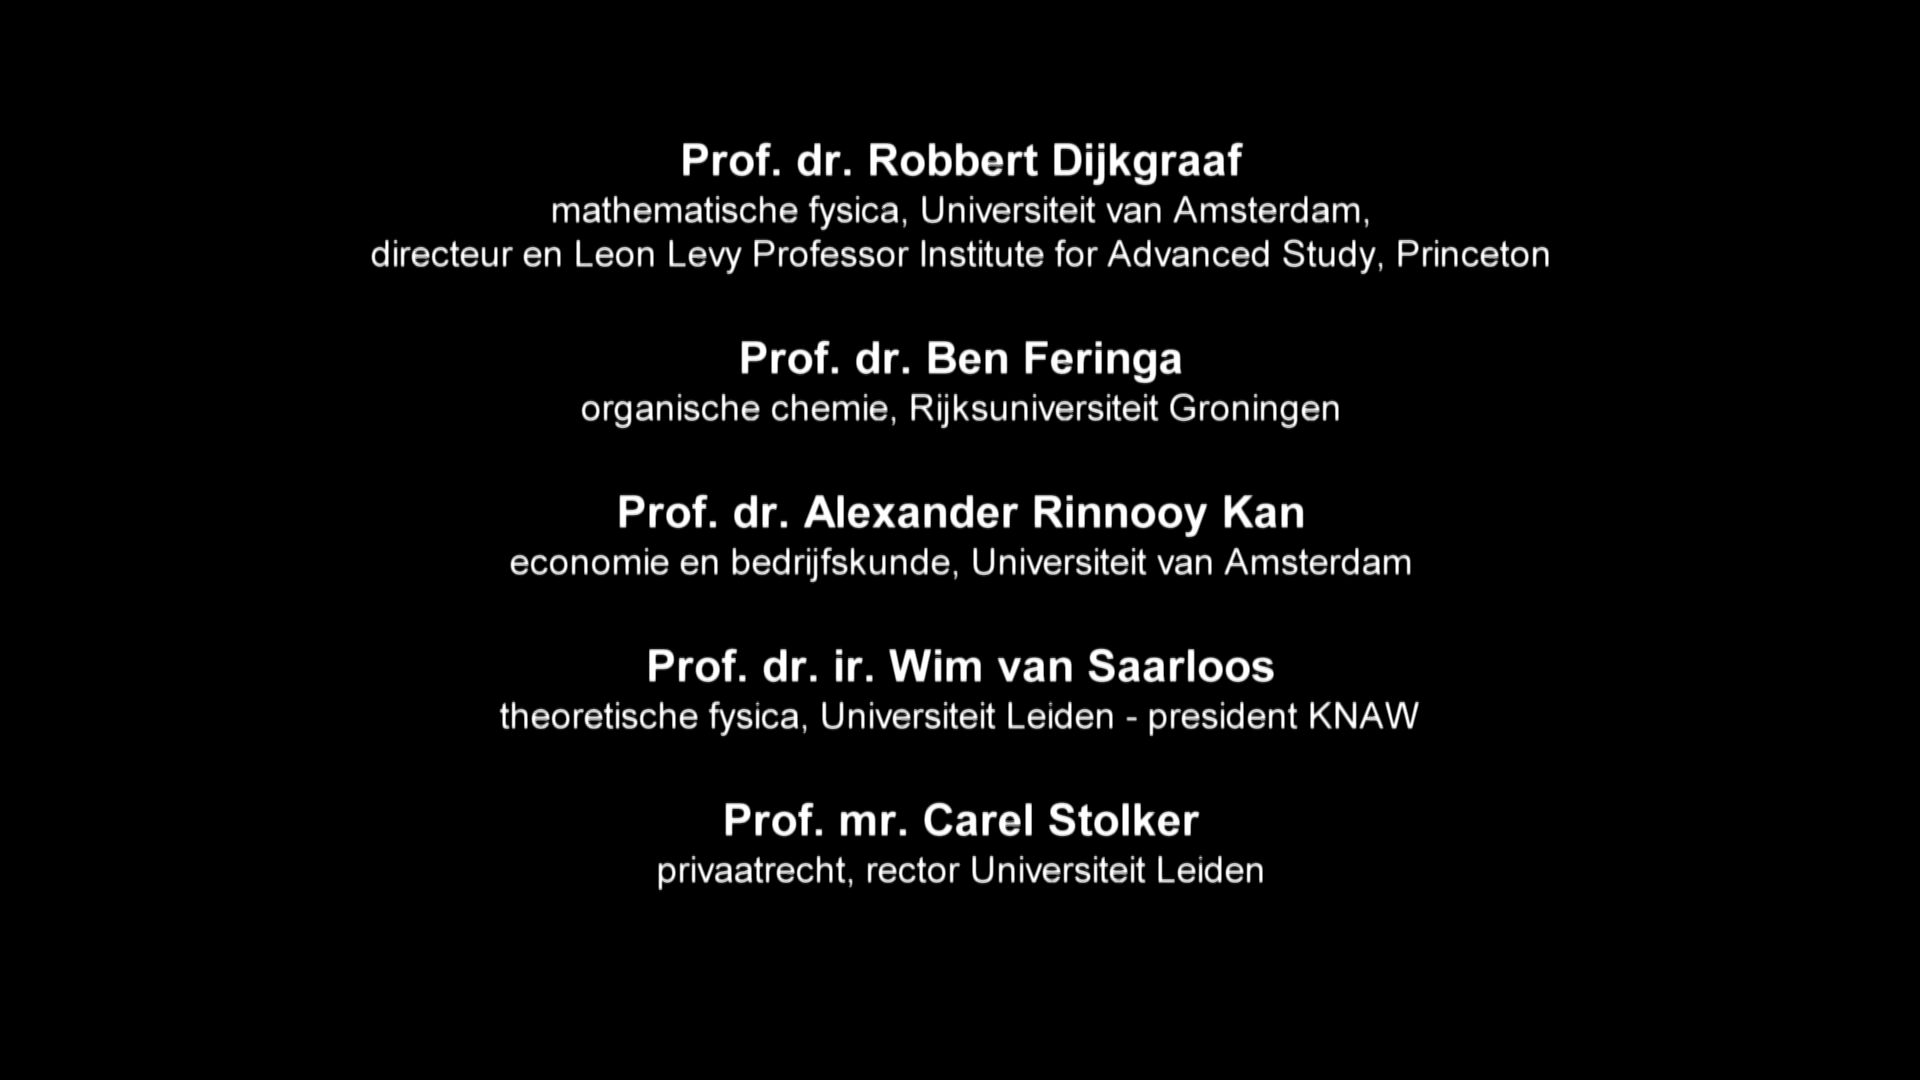 Prof. dr. Robbert Dijkgraaf
mathematische fysica, Universiteit van Amsterdam,
directeur en Leon Levy Professor Institute for Advanced Study, Princeton
Prof. dr. Ben Feringa
organische chemie, Rijksuniversiteit Groningen
Prof. dr. Alexander Rinnooy Kan
economie en bedrijfskunde, Universiteit van Amsterdam
Prof. dr. ir. Wim van Saarloos
theoretische fysica, Universiteit Leiden - president KNAW
Prof. mr. Carel Stolker
privaatrecht, rector Universiteit Leiden